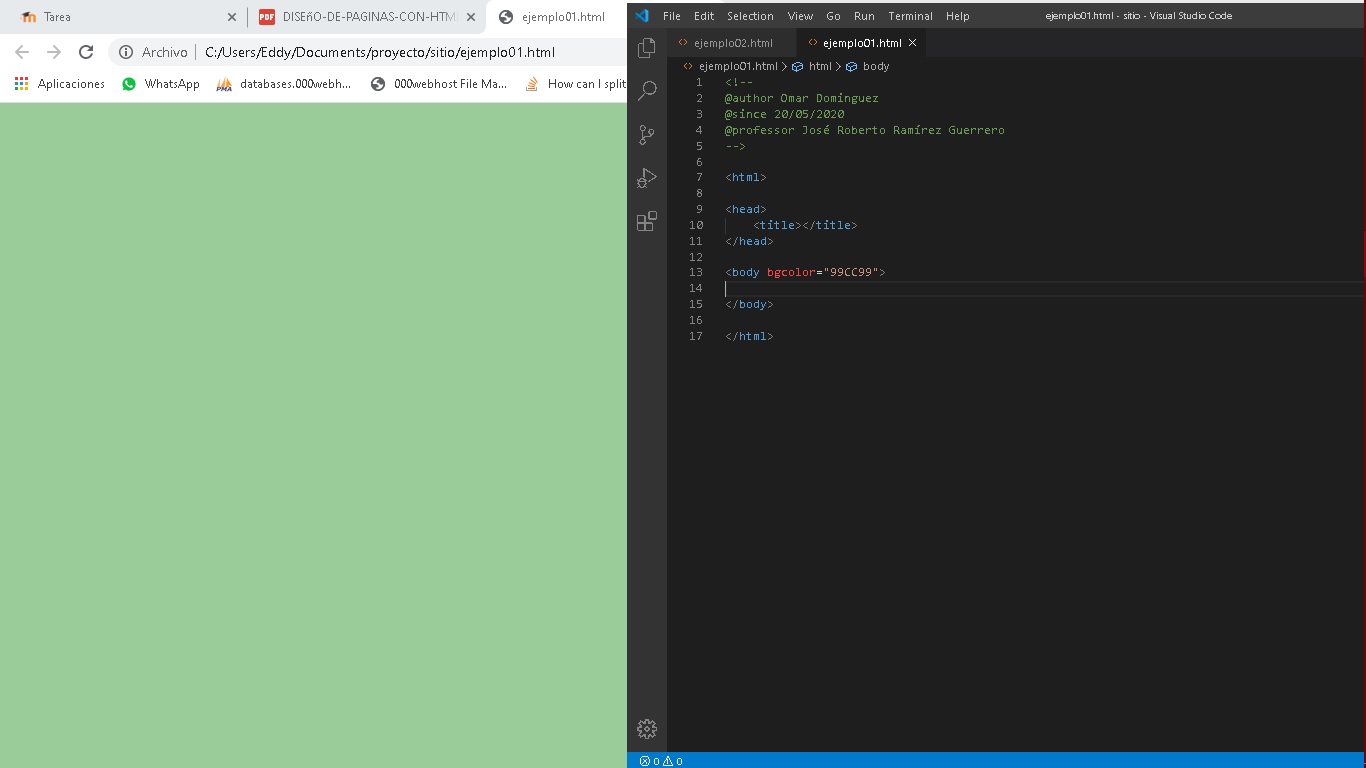 Tarea
PDF DISEñO-DE-PAGINAS-CON-HTM
ejemplo01.html
Archivo C:/Users/Eddy/Documents/proyecto/sitio/ejemplo01.html
Aplicaciones WhatsApp PMA databases.000webh... 000webhost File Ma... How can I split
File Edit Selection View Go Run Terminal Help ejemplo01.html - sitio - Visual Studio Code
ejemplo02.html ejemplo01.html
ejemplo01.html > html > body
1 <!--
2 @author Omar Dominguez
3 @since 20/05/2020
4 @professor José Roberto Ramírez Guerrero
5 -->
6
7 <html>
8
9 <head>
10 <title></title>
11 </head>
12
13 <body bgcolor="99CC99">
14
15 </body>
16
17 </html>
0 0